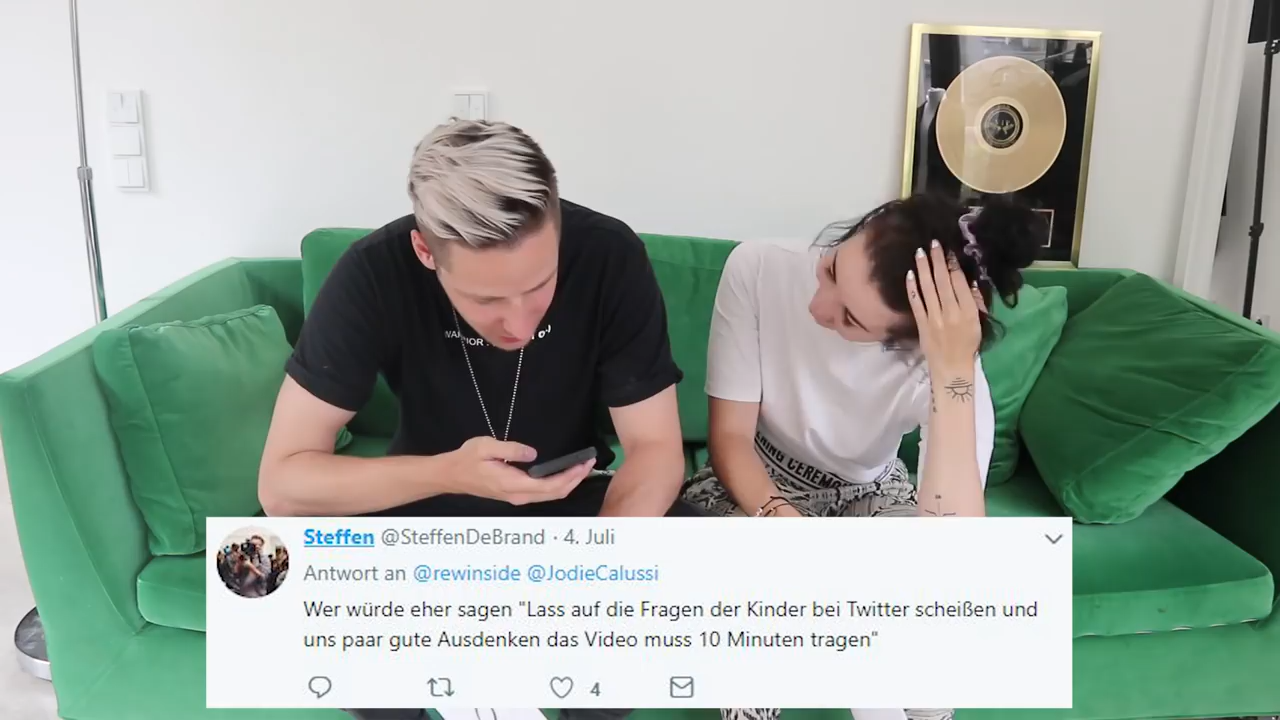 Steffen @SteffenDeBrand · 4. Juli
Antwort an @rewinside @JodieCalussi
Wer würde eher sagen "Lass auf die Fragen der Kinder bei Twitter scheißen und
uns paar gute Ausdenken das Video muss 10 Minuten tragen"
4